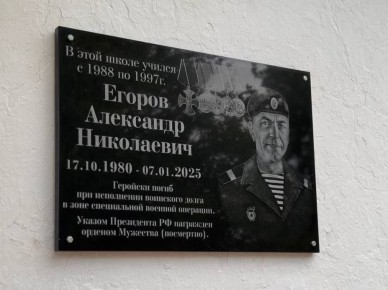 В этой школе учился
с 1988 по 1997г.
Егоров
Александр
Николаевич
17.10.1980 - 07.01.2025
Геройски погиб
при исполнении воинского долга
в зоне специальной военной операции.
Указом Президента РФ награжден
орденом Мужества (посмертно).